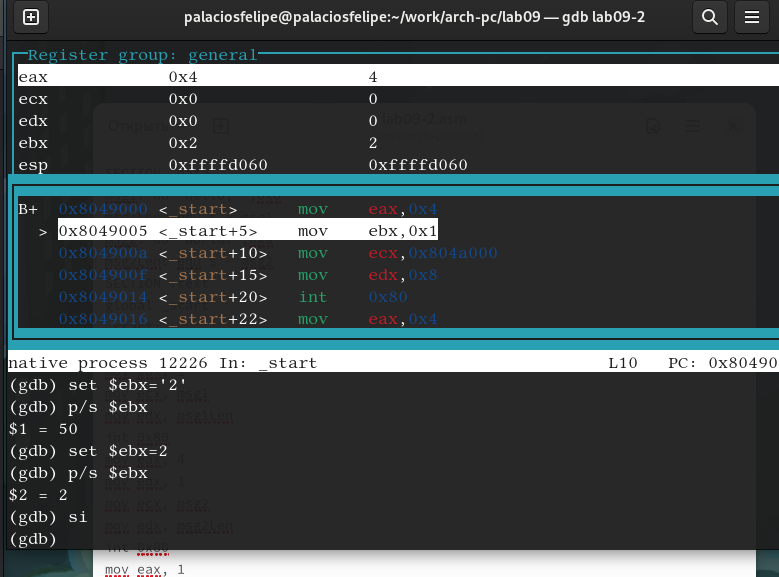 palaciosfelipe@palaciosfelipe:~/work/arch-pc/lab09 — gdb lab09-2
Register group: general
eax 0x4 4
ecx 0x0 0
edx 0x0 0
ebx 0x2 2
esp 0xffffd060 0xffffd060
B+ 0x8049000 <_start> mov eax,0x4
> 0x8049005 <_start+5> mov ebx,0x1
0x804900a <_start+10> mov ecx,0x804a000
0x804900f <_start+15> mov edx,0x8
0x8049014 <_start+20> int 0x80
0x8049016 <_start+22> mov eax,0x4
native process 12226 In: _start L10 PC: 0x80490
(gdb) set $ebx='2'
(gdb) p/s $ebx
$1 = 50
(gdb) set $ebx=2
(gdb) p/s $ebx
$2 = 2
(gdb) si
(gdb)
int 0x80
mov eax, 1